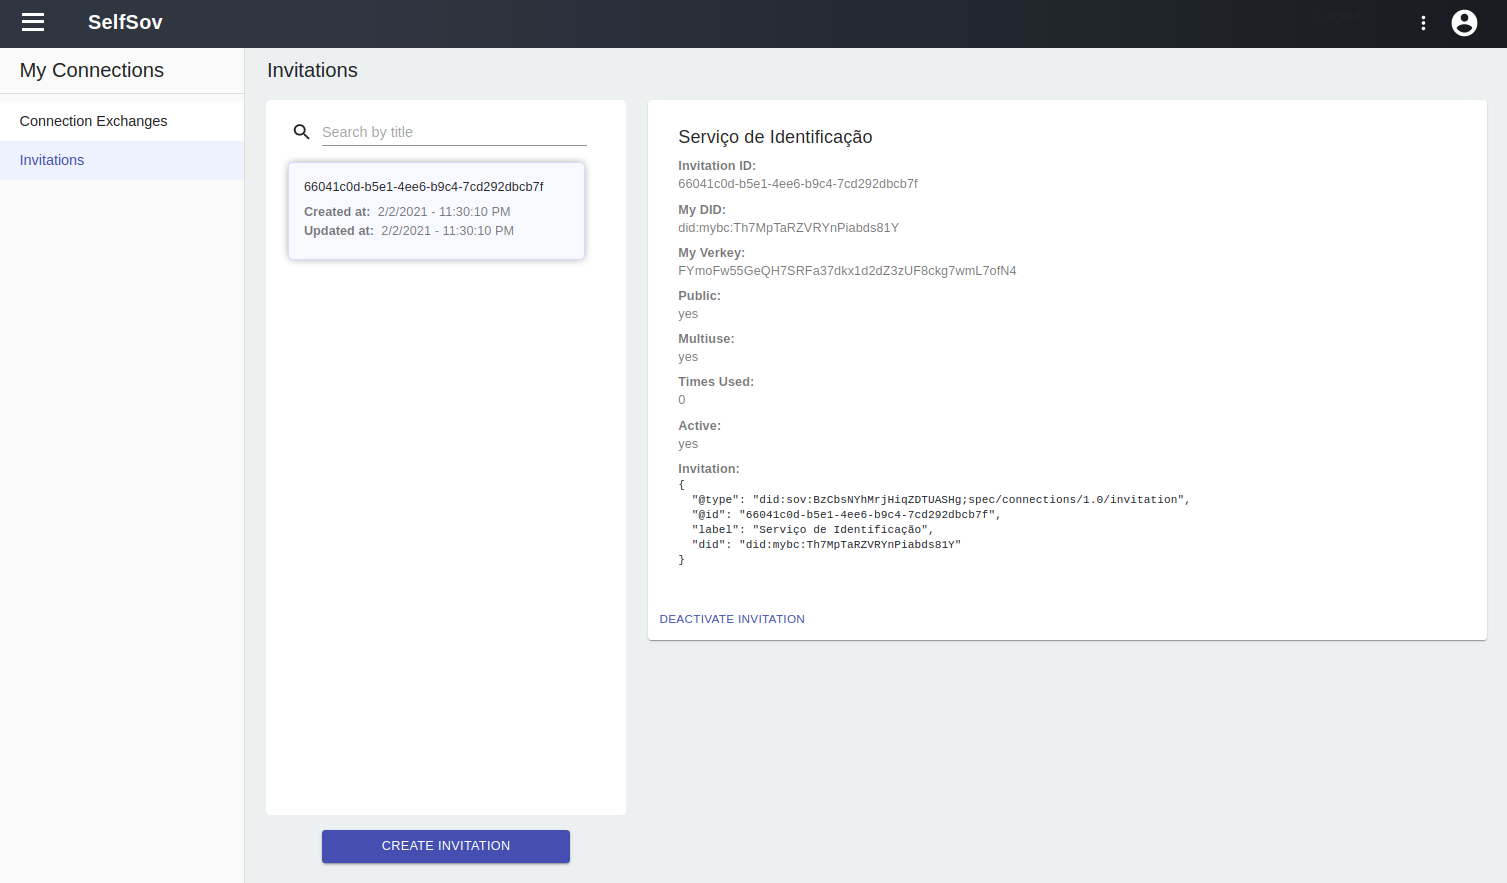 SelfSov
My Connections
Connection Exchanges
Invitations
Invitations
Search by title
66041c0d-b5e1-4ee6-b9c4-7cd292dbcb7f
Created at: 2/2/2021 - 11:30:10 PM
Updated at: 2/2/2021 - 11:30:10 PM
CREATE INVITATION
Serviço de Identificação
Invitation ID:
66041c0d-b5e1-4ee6-b9c4-7cd292dbcb7f
My DID:
did:mybc:Th7MpTaRZVRYnPiabds81Y
My Verkey:
FYmoFw55GeQH7SRFa37dkx1d2dZ3zUF8ckg7wmL7ofN4
Public:
yes
Multiuse:
yes
Times Used:
0
Active:
yes
Invitation:
{
"@type": "did:sov:BzCbsNYhMrjHiqZDTUASHg;spec/connections/1.0/invitation",
"@id": "66041c0d-b5e1-4ee6-b9c4-7cd292dbcb7f",
"label": "Serviço de Identificação",
"did": "did:mybc:Th7MpTaRZVRYnPiabds81Y"
}
DEACTIVATE INVITATION